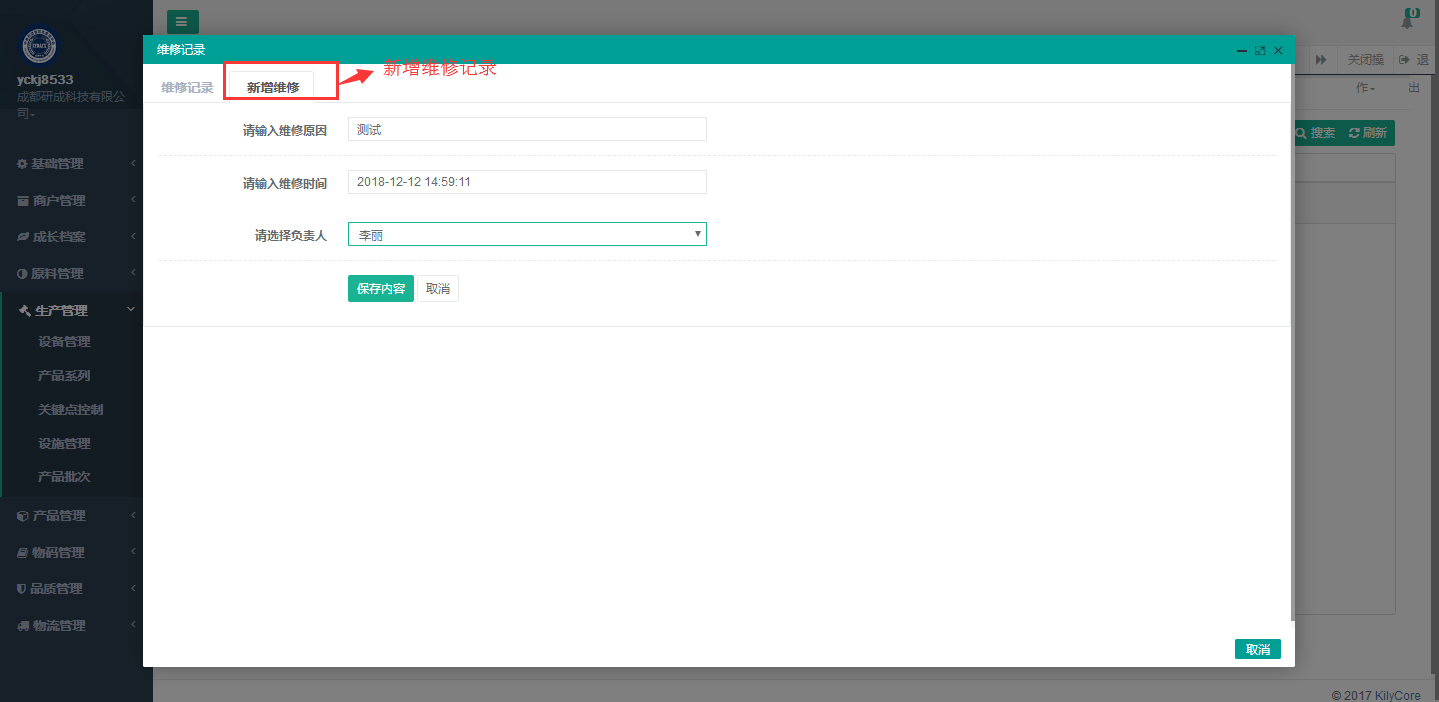 yckj8533
成都研成科技有限公
司
基础管理
商户管理
成长档案
原料管理
生产管理
设备管理
产品系列
关键点控制
设施管理
产品批次
产品管理
物码管理
品质管理
物流管理
0
关闭操
作
退
出
搜索
刷新
维修记录
维修记录
新增维修
新增维修记录
请输入维修原因
测试
请输入维修时间
2018-12-12 14:59:11
请选择负责人
李丽
保存内容
取消
取消
© 2017 KilyCore